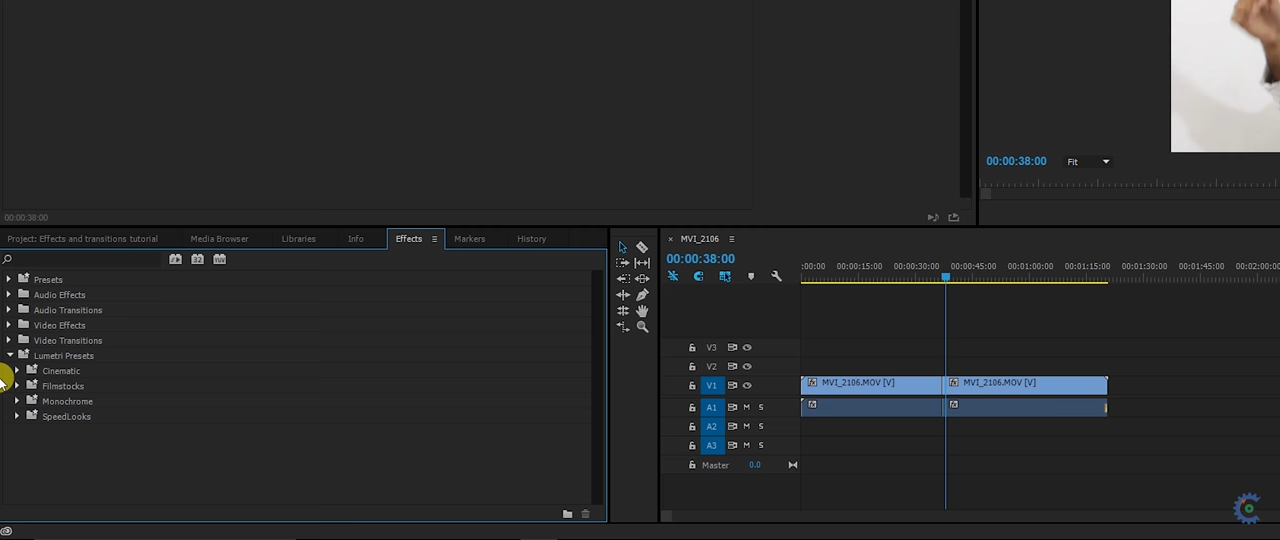 00:00:38:00
Fit
00:00:38:00
Project: Effects and transitions tutorial
Media Browser
Libraries
Info
Effects
Markers
History
Presets
Audio Effects
Audio Transitions
Video Effects
Video Transitions
Lumetri Presets
Cinematic
Filmstocks
Monochrome
SpeedLooks
× MVI_2106
00:00:38:00
:00:00 00:00:15:00 00:00:30:00 00:00:45:00 00:01:00:00 00:01:15:00 00:01:30:00 00:01:45:00 00:02:00:00
V3
V2
V1
fx MVI_2106.MOV [V]
fx MVI_2106.MOV [V]
A1 M S
A2 M S
A3 M S
Master 0.0